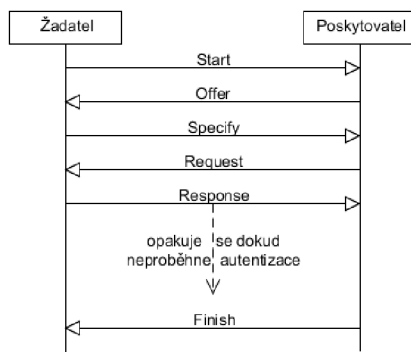 Žadatel
Poskytovatel
Start
Offer
Specify
Request
Response
opakuje se dokud
neproběhne autentizace
Finish